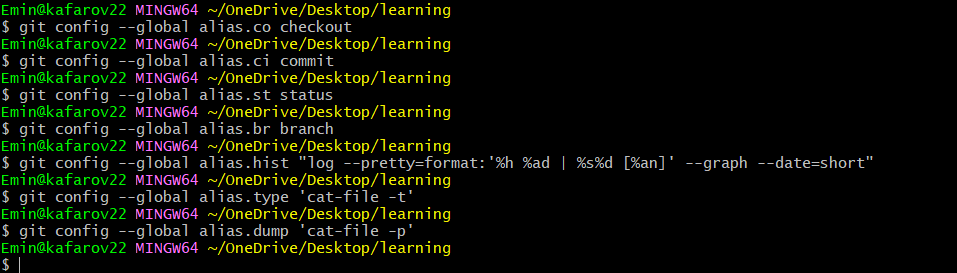 Emin@kafarov22 MINGW64 ~/OneDrive/Desktop/learning
$ git config --global alias.co checkout
Emin@kafarov22 MINGW64 ~/OneDrive/Desktop/learning
$ git config --global alias.ci commit
Emin@kafarov22 MINGW64 ~/OneDrive/Desktop/learning
$ git config --global alias.st status
Emin@kafarov22 MINGW64 ~/OneDrive/Desktop/learning
$ git config --global alias.br branch
Emin@kafarov22 MINGW64 ~/OneDrive/Desktop/learning
$ git config --global alias.hist "log --pretty=format:'%h %ad | %s%d [%an]' --graph --date=short"
Emin@kafarov22 MINGW64 ~/OneDrive/Desktop/learning
$ git config --global alias.type 'cat-file -t'
Emin@kafarov22 MINGW64 ~/OneDrive/Desktop/learning
$ git config --global alias.dump 'cat-file -p'
Emin@kafarov22 MINGW64 ~/OneDrive/Desktop/learning
$